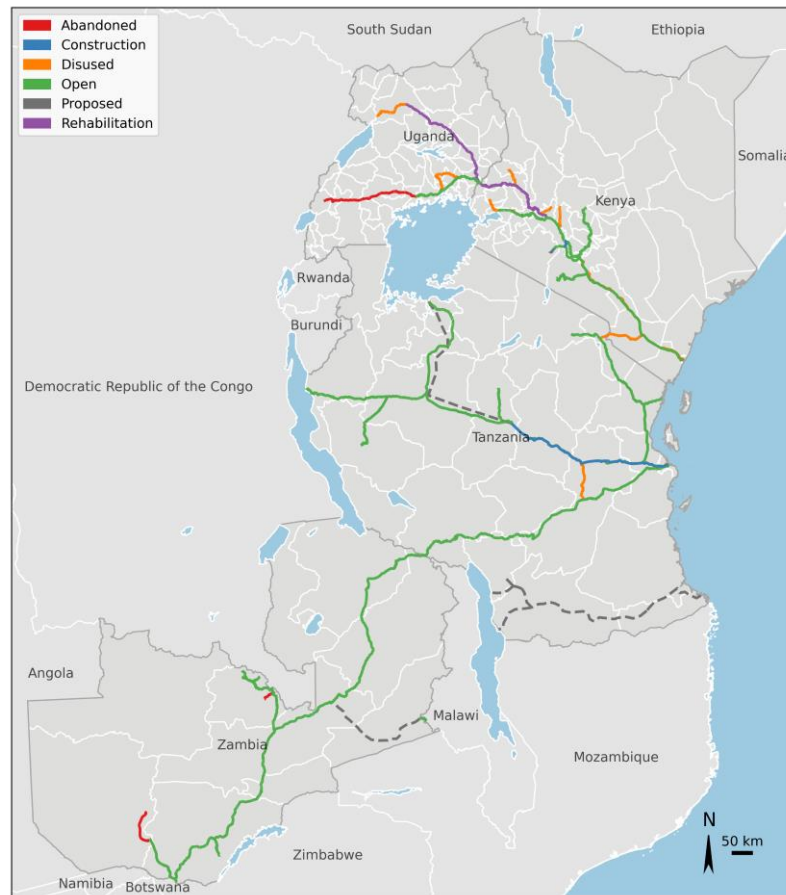 Abandoned
Construction
Disused
Open
Proposed
Rehabilitation
South Sudan
Ethiopia
Uganda
Somalia
Kenya
Rwanda
Burundi
Democratic Republic of the Congo
Tanzania
Angola
Malawi
Zambia
Mozambique
N
50 km
Zimbabwe
Namibia
Botswana